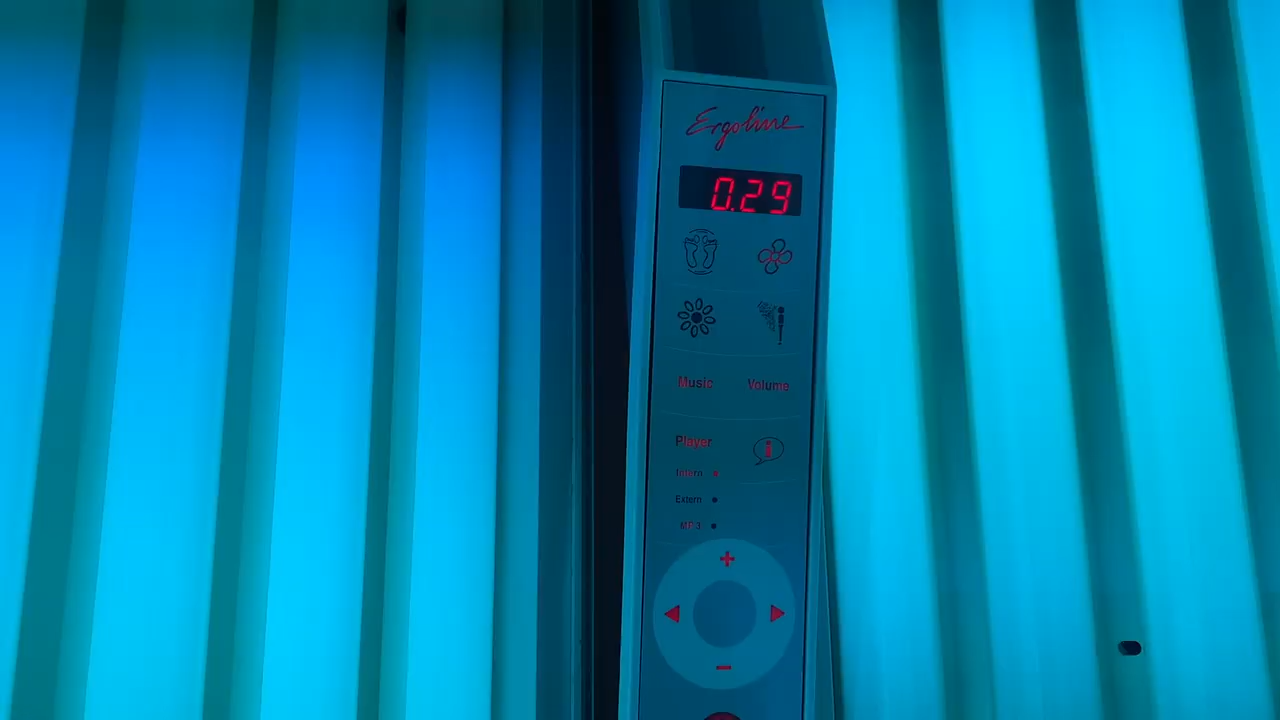 Ergoline
0.29
Music Volume
Player
i
Intern
Extern
MP3